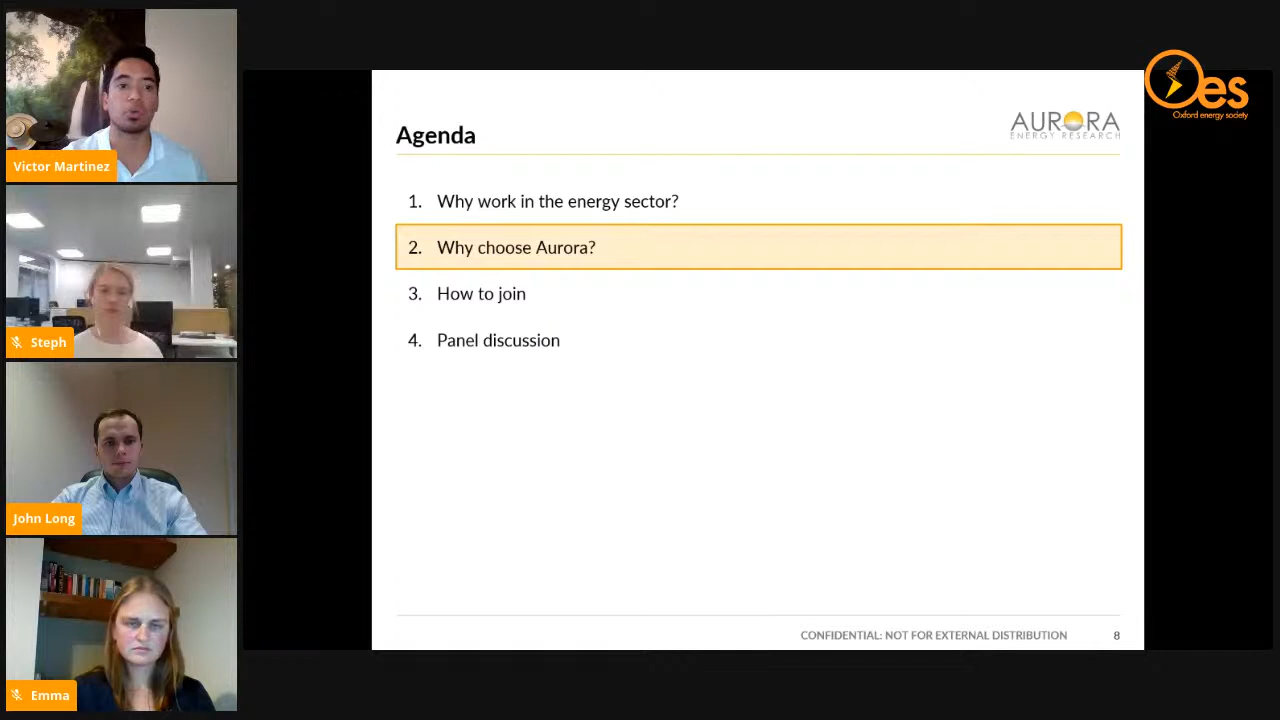 Victor Martinez
Steph
John Long
Emma
Agenda
AURORA
ENERGY RESEARCH
1. Why work in the energy sector?
2. Why choose Aurora?
3. How to join
4. Panel discussion
CONFIDENTIAL: NOT FOR EXTERNAL DISTRIBUTION 8
Oes
Oxford energy society